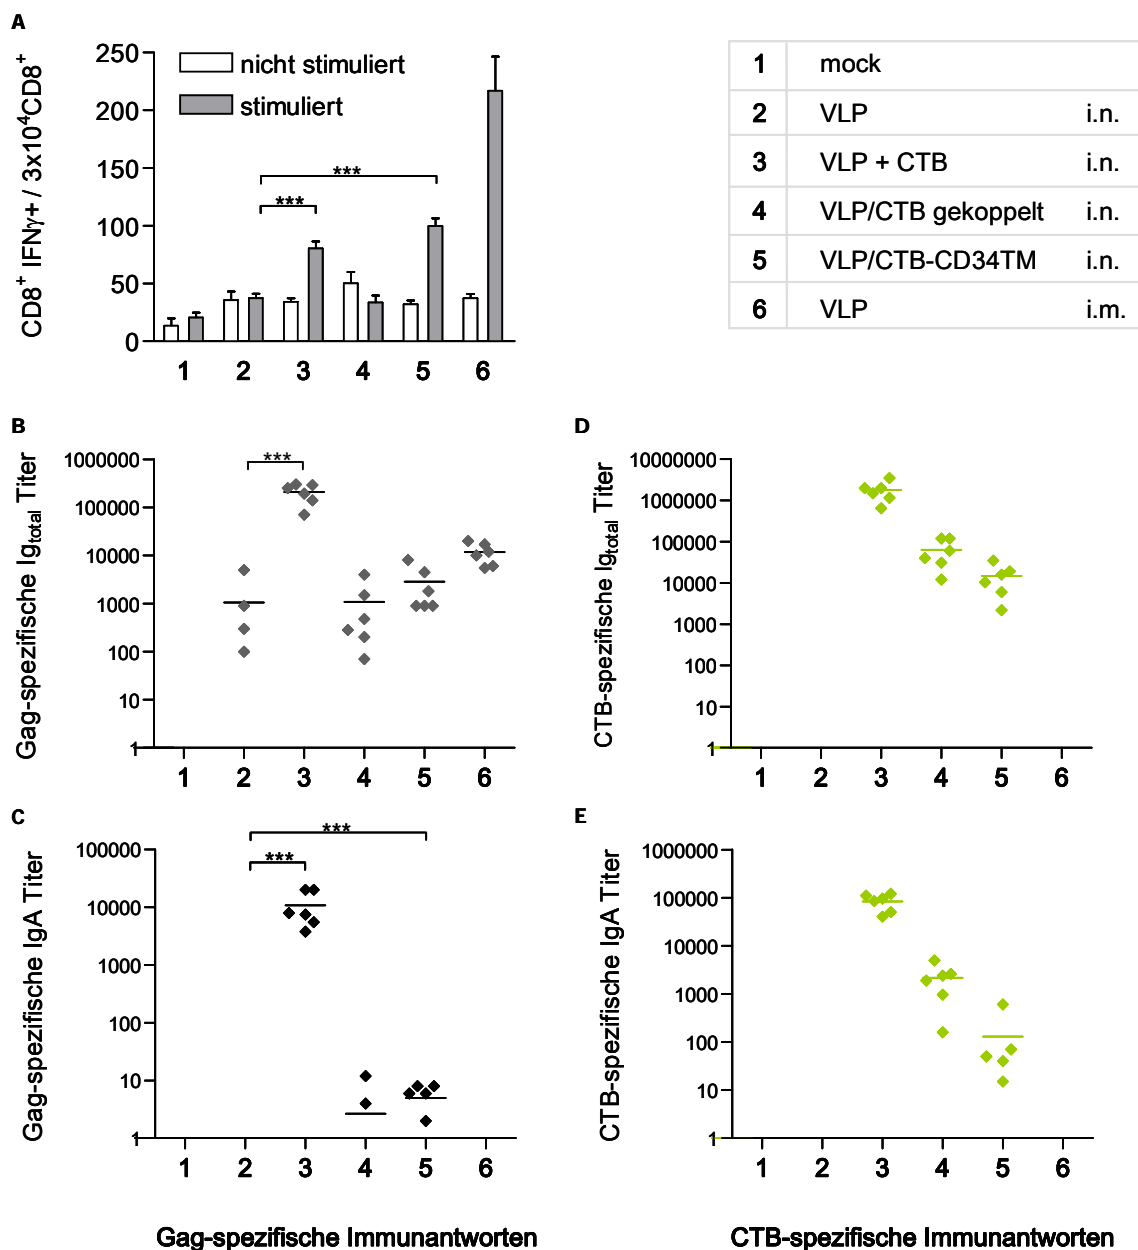 A
CD8+ IFNγ+ / 3x10⁴CD8+
250
200
150
100
50
0
nicht stimuliert
stimuliert
***
***
1 2 3 4 5 6
1 mock
2 VLP i.n.
3 VLP + CTB i.n.
4 VLP/CTB gekoppelt i.n.
5 VLP/CTB-CD34TM i.n.
6 VLP i.m.
B
Gag-spezifische Ig total Titer
1000000
100000
10000
1000
100
10
1
***
1 2 3 4 5 6
D
CTB-spezifische Ig total Titer
10000000
1000000
100000
10000
1000
100
10
1
1 2 3 4 5 6
C
Gag-spezifische IgA Titer
100000
10000
1000
100
10
1
***
***
1 2 3 4 5 6
Gag-spezifische Immunantworten
E
CTB-spezifische IgA Titer
1000000
100000
10000
1000
100
10
1
1 2 3 4 5 6
CTB-spezifische Immunantworten